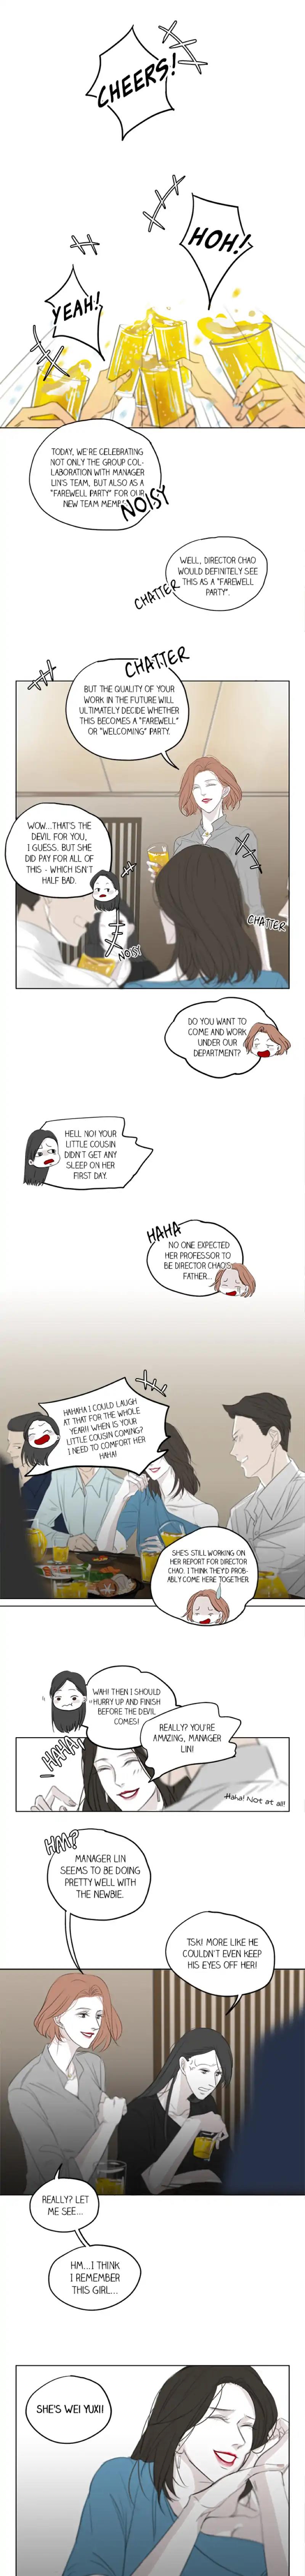 CHEERS!
HOH!
YEAH!
TODAY, WE'RE CELEBRATING
NOT ONLY THE GROUP COL-
LABORATION WITH MANAGER
LIN'S TEAM, BUT ALSO AS A
"FAREWELL PARTY" FOR OUR
NEW TEAM
NOISY
WELL, DIRECTOR CHAO
WOULD DEFINITELY SEE
THIS AS A "FAREWELL
PARTY".
CHATTER
CHATTER
BUT THE QUALITY OF YOUR
WORK IN THE FUTURE WILL
ULTIMATELY DECIDE WHETHER
THIS BECOMES A "FAREWELL"
OR "WELCOMING" PARTY.
WOW...THAT'S THE
DEVIL FOR YOU,
I GUESS. BUT SHE
DID PAY FOR ALL OF
THIS - WHICH ISN'T
HALF BAD.
CHATTER
NOISY
DO YOU WANT TO
COME AND WORK
UNDER OUR
DEPARTMENT?
HELL NO! YOUR
LITTLE COUSIN
DIDN'T GET ANY
SLEEP ON HER
FIRST DAY.
HAHA
NO ONE EXPECTED
HER PROFESSOR TO
BE DIRECTOR CHAO'S
FATHER...
HAHAHA I COULD LAUGH
AT THAT FOR THE WHOLE
YEAR!! WHEN IS YOUR
LITTLE COUSIN COMING?
I NEED TO COMFORT HER
HAHA!
SHE'S STILL WORKING ON
HER REPORT FOR DIRECTOR
CHAO. I THINK THEY'D PROB-
ABLY COME HERE TOGETHER.
WAH! THEN I SHOULD
HURRY UP AND FINISH
BEFORE THE DEVIL
COMES!
REALLY? YOU'RE
AMAZING, MANAGER
LIN!
HAHA
Haha! Not at all!
HM?
MANAGER LIN
SEEMS TO BE DOING
PRETTY WELL WITH
THE NEWBIE.
TSK! MORE LIKE HE
COULDN'T EVEN KEEP
HIS EYES OFF HER!
REALLY? LET
ME SEE...
HM...I THINK
I REMEMBER
THIS GIRL...
SHE'S WEI YUXI!